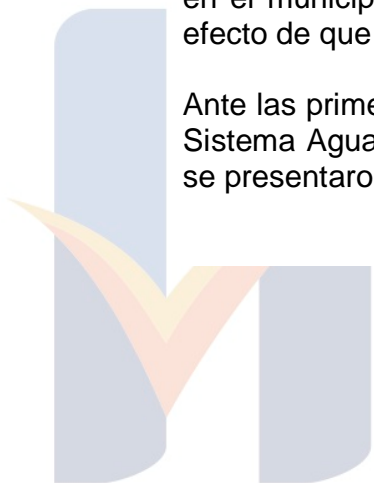 en el municip
efecto de que
Ante las prime
Sistema Agua
se presentaro